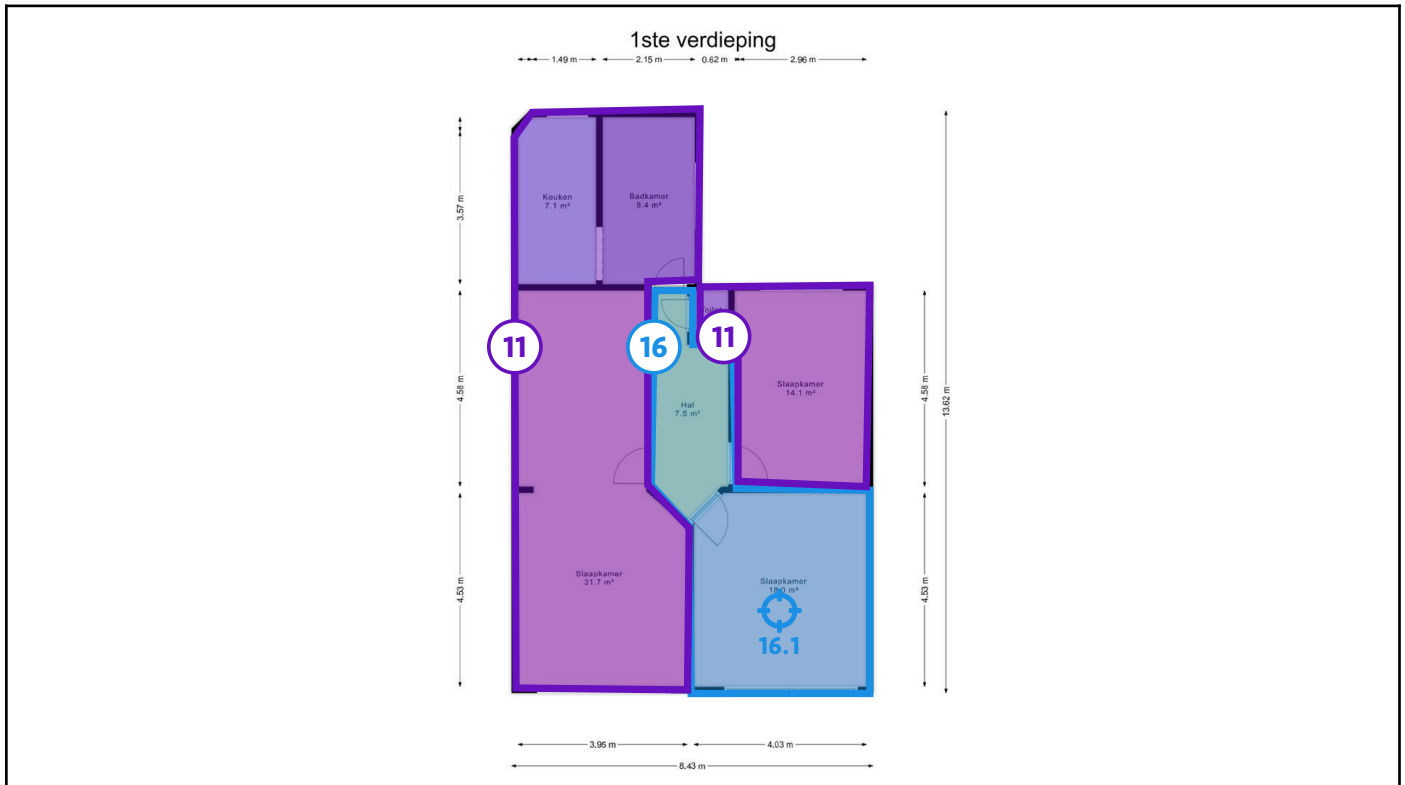 1ste verdieping
1.49 m
2.15 m
0.62 m
2.96 m
3.57 m
Keuken
7.1 m²
Badkamer
8.4 m²
11
16
11
4.58 m
Hal
7.5 m²
Slaapkamer
14.1 m²
4.58 m
13.62 m
4.53 m
Slaapkamer
31.7 m²
Slaapkamer
16.1
4.53 m
3.95 m
4.03 m
8.43 m